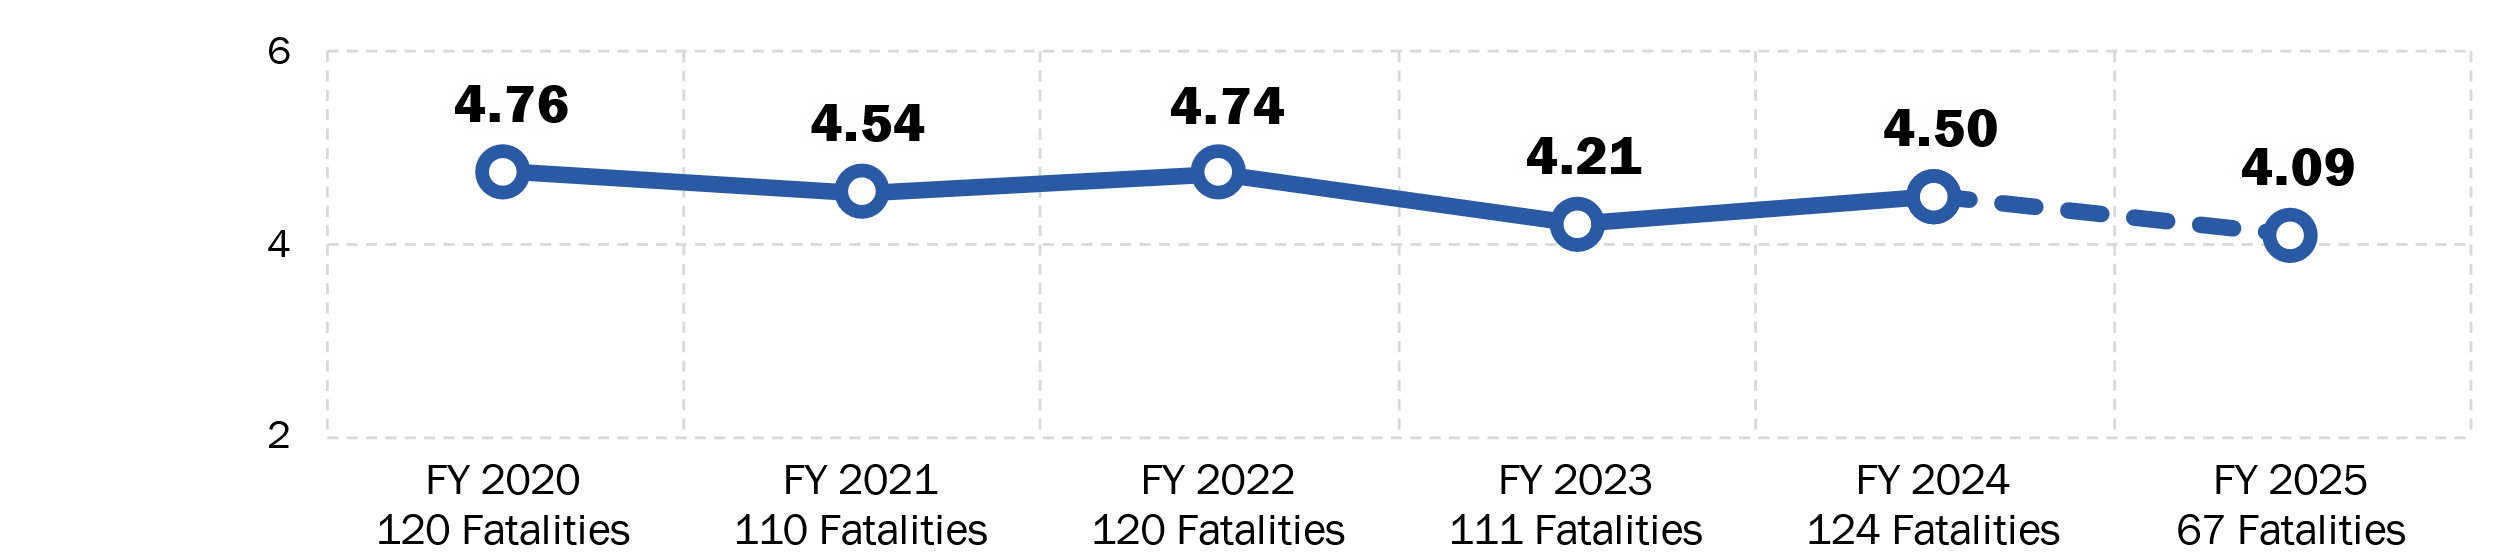 6
4.76
4.54
4.74
4.21
4.50
4.09
4
2
FY 2020
120 Fatalities
FY 2021
110 Fatalities
FY 2022
120 Fatalities
FY 2023
111 Fatalities
FY 2024
124 Fatalities
FY 2025
67 Fatalities